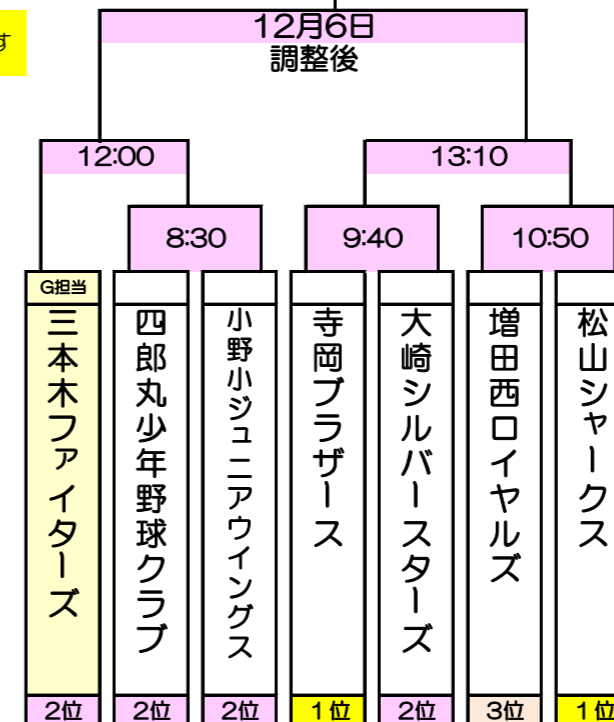 す
12月6日
調整後
12:00
13:10
8:30
9:40
10:50
G担当
三本木ファイターズ
四郎丸少年野球クラブ
小野小ジュニアウイングス
寺岡ブラザース
大崎シルバースターズ
増田西ロイヤルズ
松山シャークス
2位
2位
2位
1位
2位
3位
1位